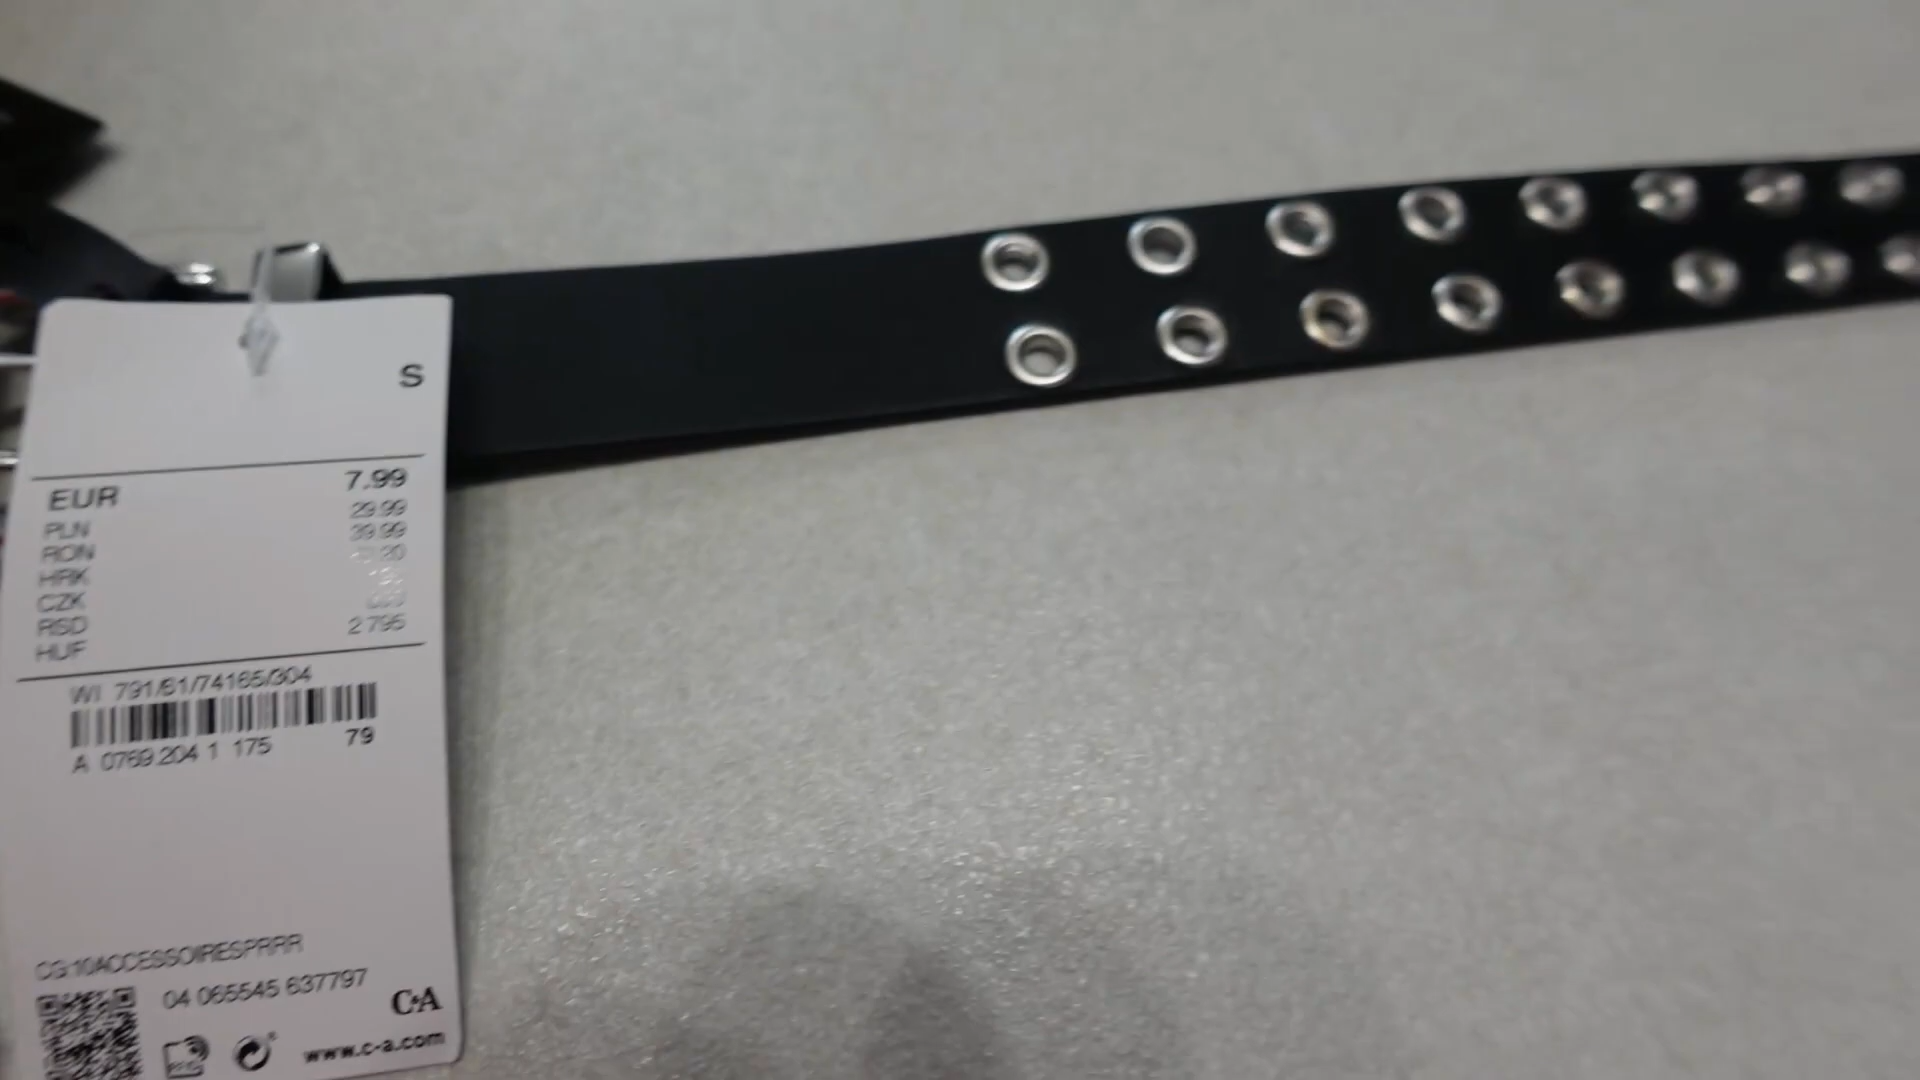 S
EUR 7.99
PLN 29.99
RON 39.99
HRK
CZK
RSD
HUF 2 795
WI 791/61/74165/304
A 0769 204 1 175 79
CG:10ACCESSOIRESPRRR
04 065545 637797
C&A
www.c-a.com